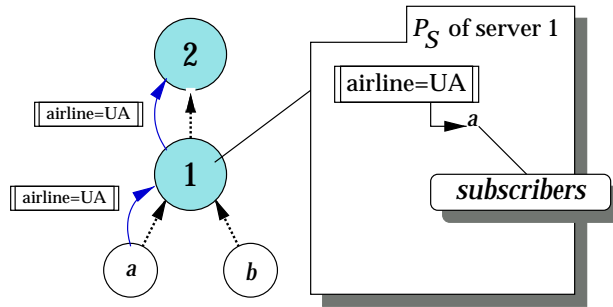 P_S of server 1
2
airline=UA
airline=UA
a
1
subscribers
airline=UA
a
b